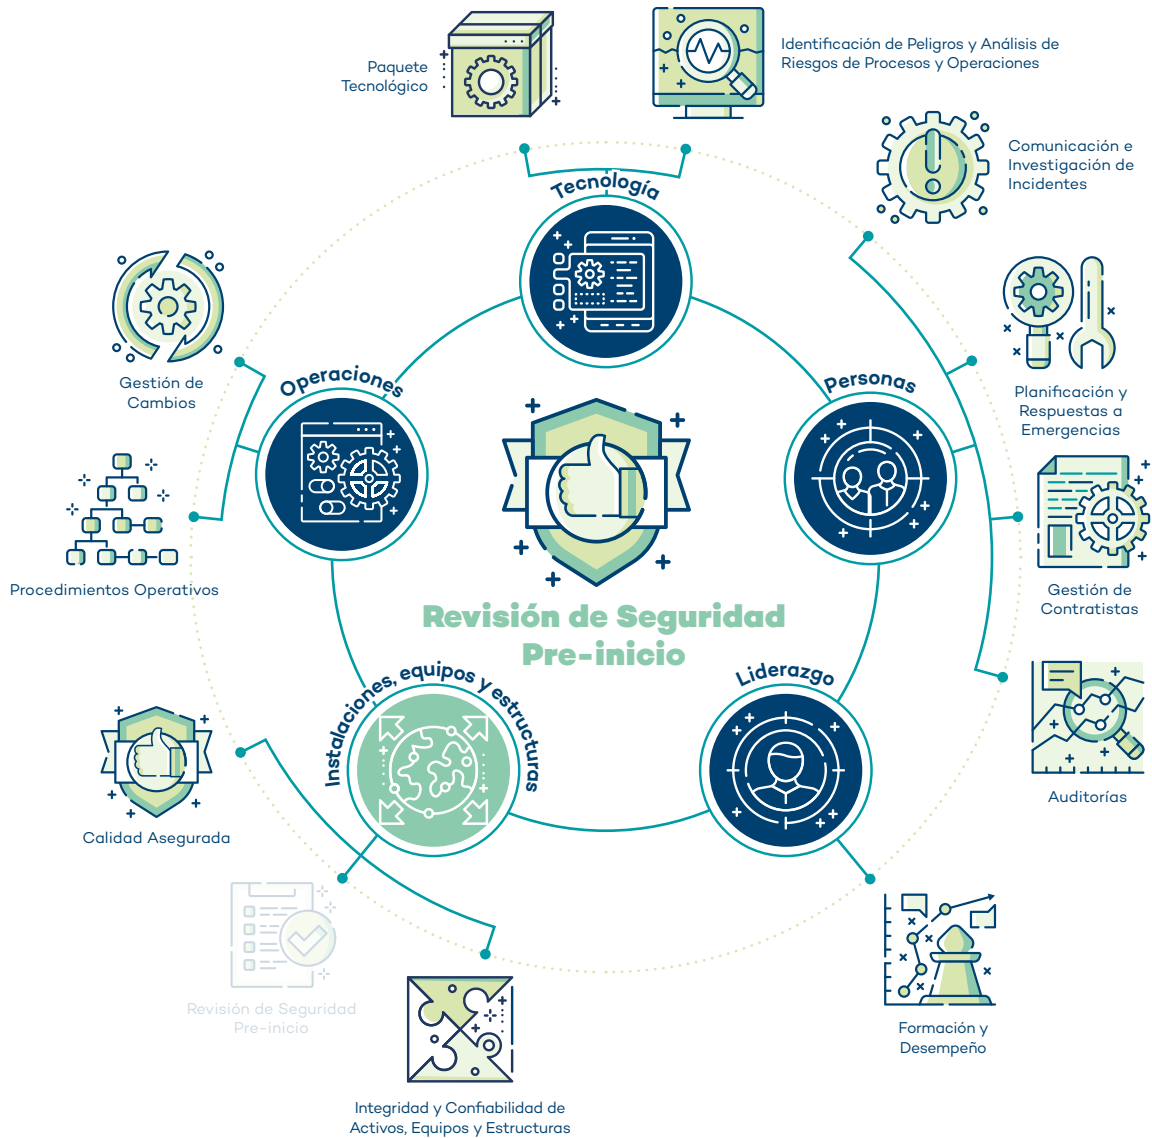 Paquete
Tecnológico
Identificación de Peligros y Análisis de
Riesgos de Procesos y Operaciones
Comunicación e
Investigación de
Incidentes
Tecnología
Gestión de
Cambios
Operaciones
Personas
Planificación y
Respuestas a
Emergencias
Procedimientos Operativos
Gestión de
Contratistas
Revisión de Seguridad
Pre-inicio
Instalaciones, equipos y estructuras
Liderazgo
Auditorías
Calidad Asegurada
Revisión de Seguridad
Pre-inicio
Formación y
Desempeño
Integridad y Confiabilidad de
Activos, Equipos y Estructuras